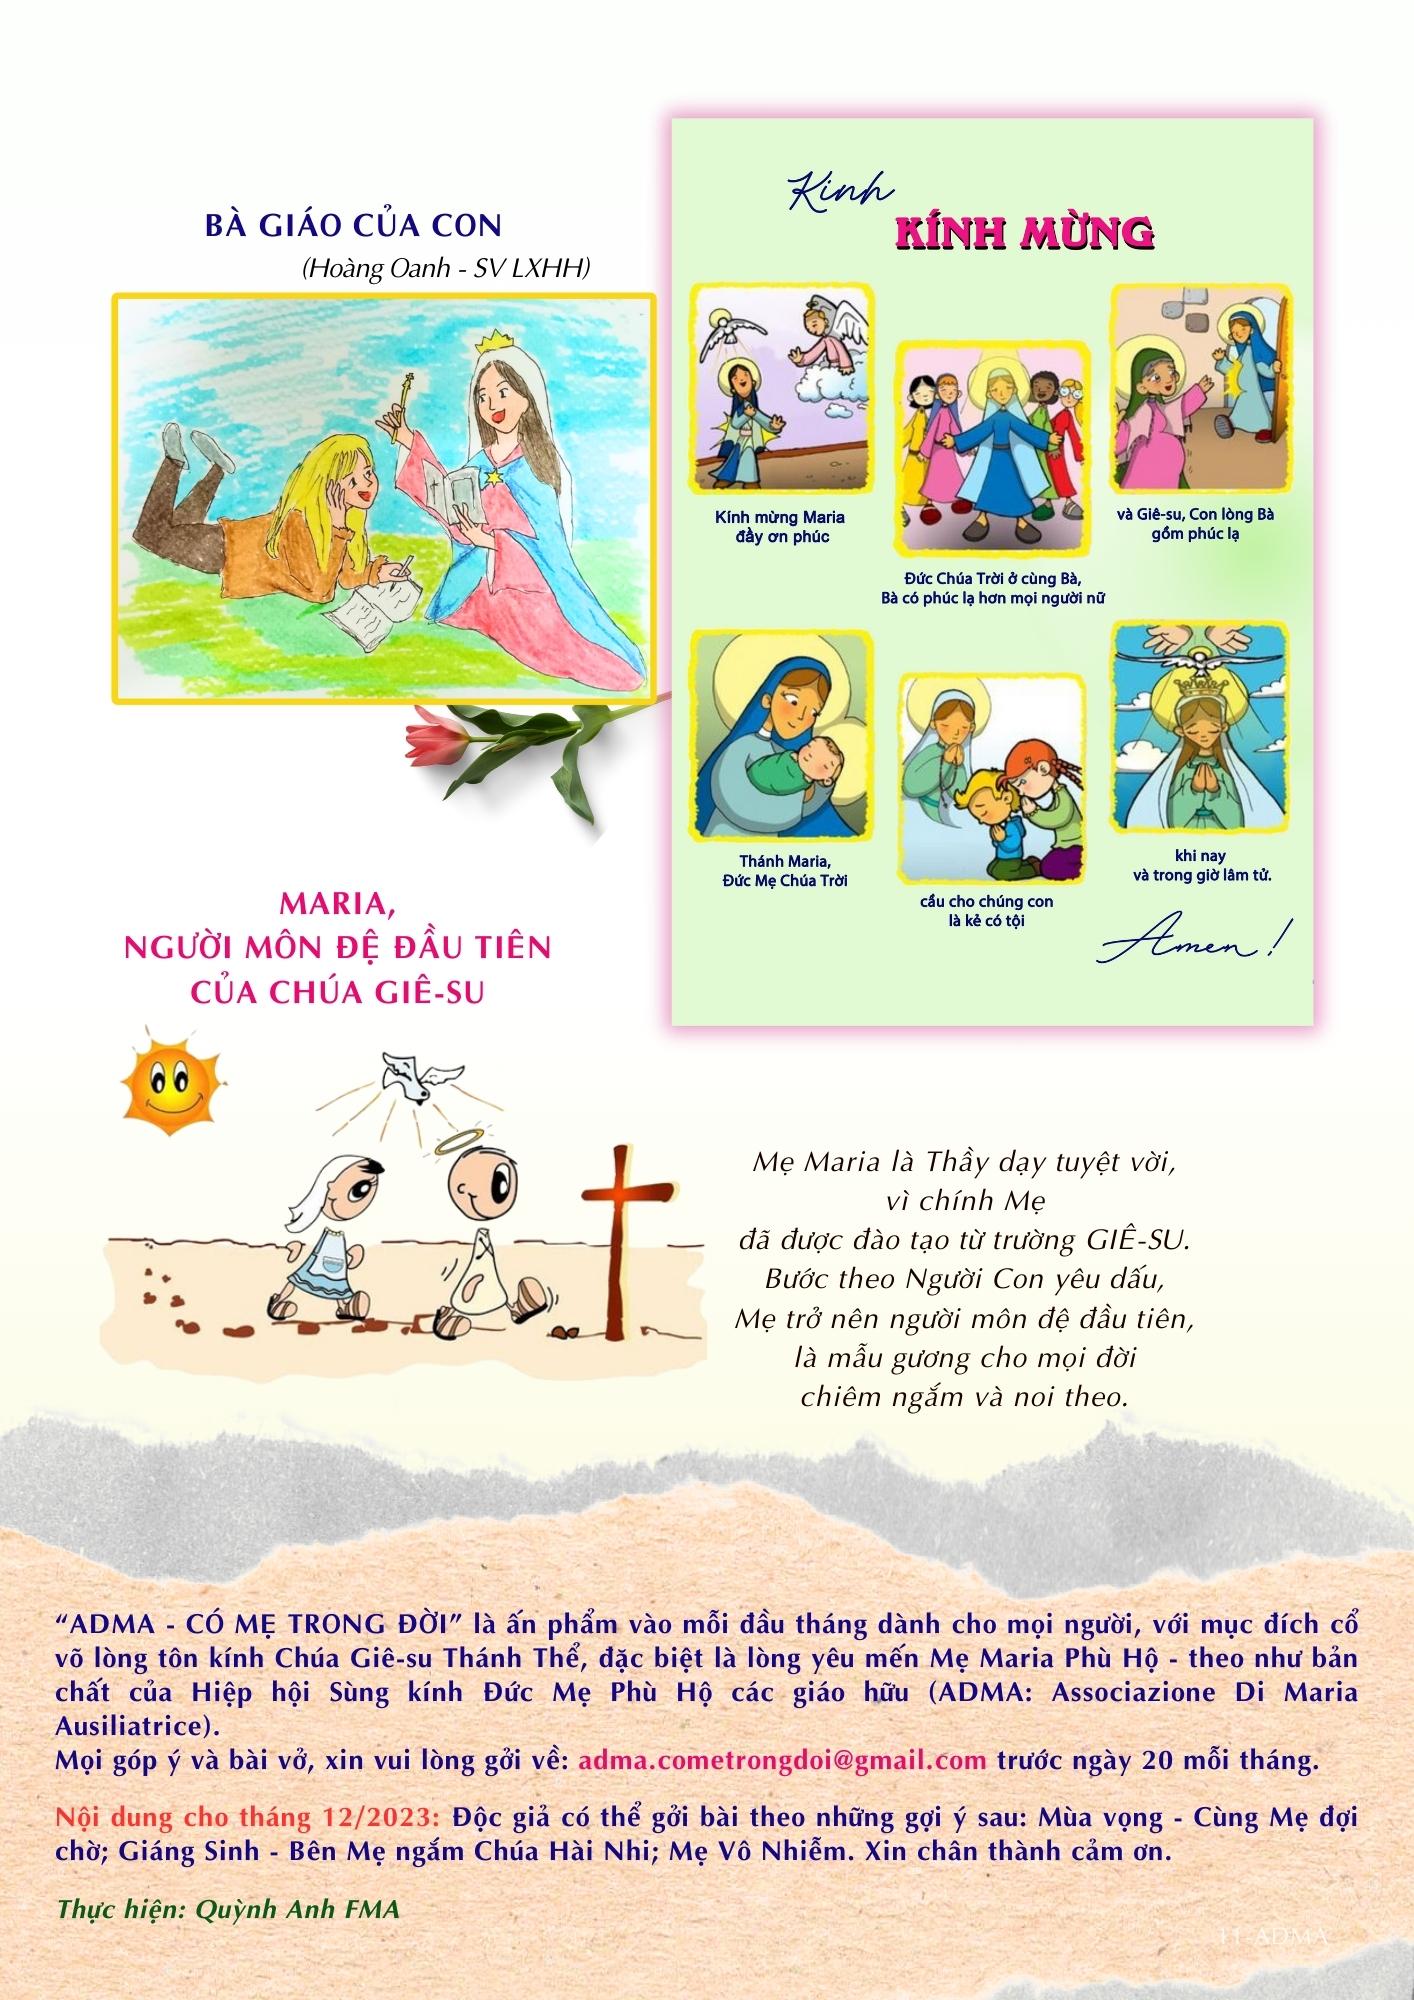 BÀ GIÁO CỦA CON
(Hoàng Oanh - SV LXHH)
Kinh
KÍNH MỪNG
Kính mừng Maria
đầy ơn phúc
Đức Chúa Trời ở cùng Bà,
Bà có phúc lạ hơn mọi người nữ
và Giê-su, Con lòng Bà
gồm phúc lạ
Thánh Maria,
Đức Mẹ Chúa Trời
cầu cho chúng con
là kẻ có tội
khi nay
và trong giờ lâm tử.
Amen !
MARIA,
NGƯỜI MÔN ĐỆ ĐẦU TIÊN
CỦA CHÚA GIÊ-SU
Mẹ Maria là Thầy dạy tuyệt vời,
vì chính Mẹ
đã được đào tạo từ trường GIÊ-SU.
Bước theo Người Con yêu dấu,
Mẹ trở nên người môn đệ đầu tiên,
là mẫu gương cho mọi đời
chiêm ngắm và noi theo.
“ADMA - CÓ MẸ TRONG ĐỜI” là ấn phẩm vào mỗi đầu tháng dành cho mọi người, với mục đích cổ
võ lòng tôn kính Chúa Giê-su Thánh Thể, đặc biệt là lòng yêu mến Mẹ Maria Phù Hộ - theo như bản
chất của Hiệp hội Sùng kính Đức Mẹ Phù Hộ các giáo hữu (ADMA: Associazione Di Maria
Ausiliatrice).
Mọi góp ý và bài vở, xin vui lòng gởi về: adma.cometrongdoi@gmail.com trước ngày 20 mỗi tháng.
Nội dung cho tháng 12/2023: Độc giả có thể gởi bài theo những gợi ý sau: Mùa vọng - Cùng Mẹ đợi
chờ; Giáng Sinh - Bên Mẹ ngắm Chúa Hài Nhi; Mẹ Vô Nhiễm. Xin chân thành cảm ơn.
Thực hiện: Quỳnh Anh FMA
11-ADMA